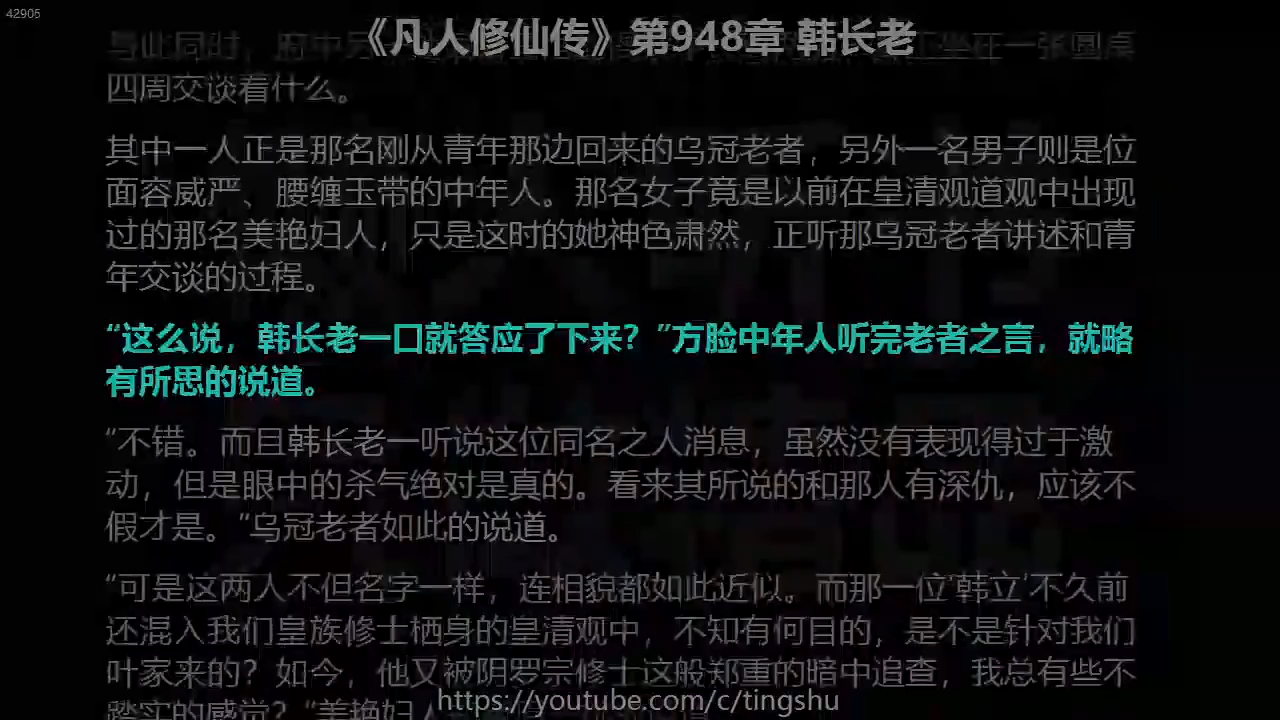 42905
《凡人修仙传》第948章 韩长老
四周交谈着什么。
其中一人正是那名刚从青年那边回来的乌冠老者，另外一名男子则是位
面容威严、腰缠玉带的中年人。那名女子竟是以前在皇清观道观中出现
过的那名美艳妇人，只是这时的她神色肃然，正听那乌冠老者讲述和青
年交谈的过程。
“这么说，韩长老一口就答应了下来？”方脸中年人听完老者之言，就略
有所思的说道。
“不错。而且韩长老一听说这位同名之人消息，虽然没有表现得过于激
动，但是眼中的杀气绝对是真的。看来其所说的和那人有深仇，应该不
假才是。”乌冠老者如此的说道。
“可是这两人不但名字一样，连相貌都如此近似。而那一位‘韩立’不久前
还混入我们皇族修士栖身的皇清观中，不知有何目的，是不是针对我们
叶家来的？如今，他又被阴罗宗修士这般郑重的暗中追查，我总有些不
踏实的感觉？”美艳妇人
https://youtube.com/c/tingshu